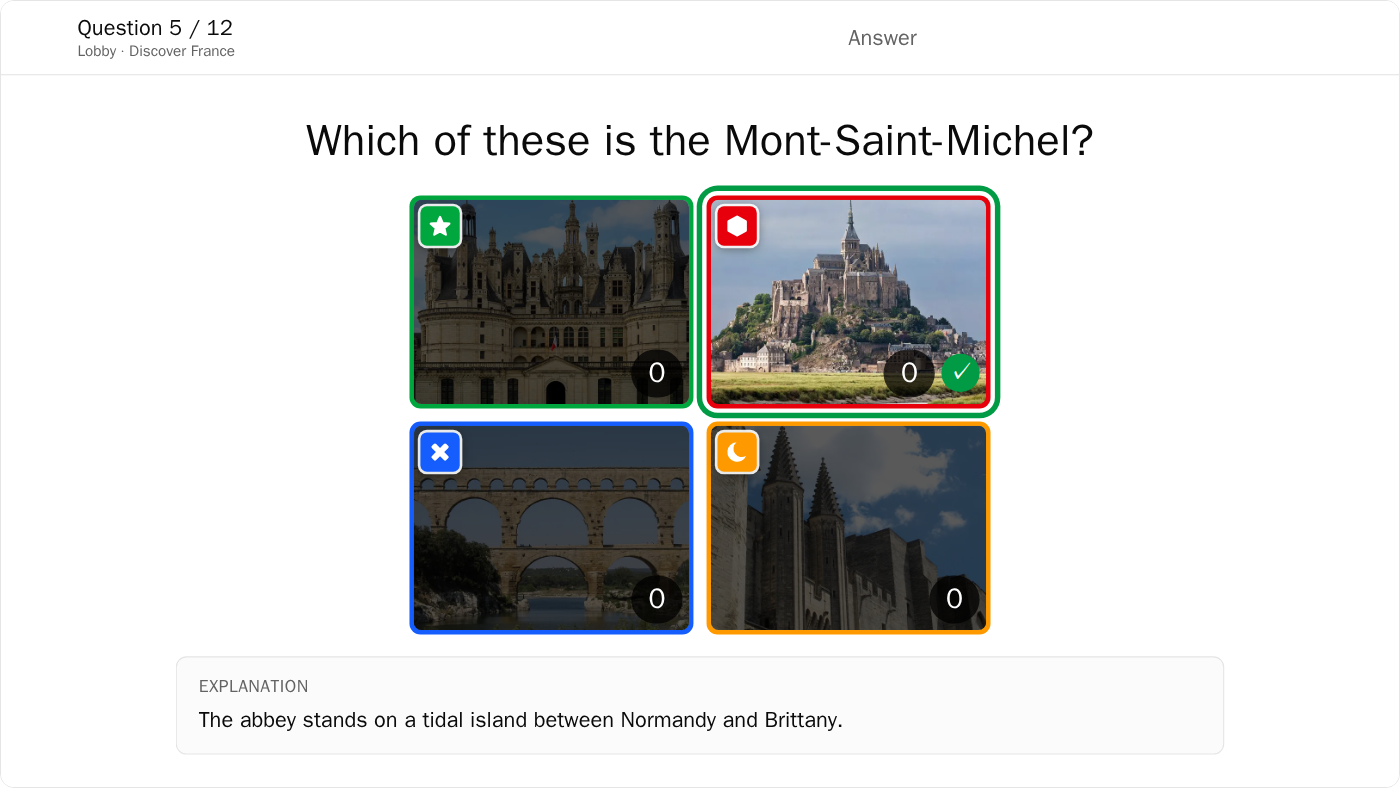 Question 5 / 12
Lobby · Discover France
Answer
Which of these is the Mont-Saint-Michel?
0
0 ✓
0
0
EXPLANATION
The abbey stands on a tidal island between Normandy and Brittany.